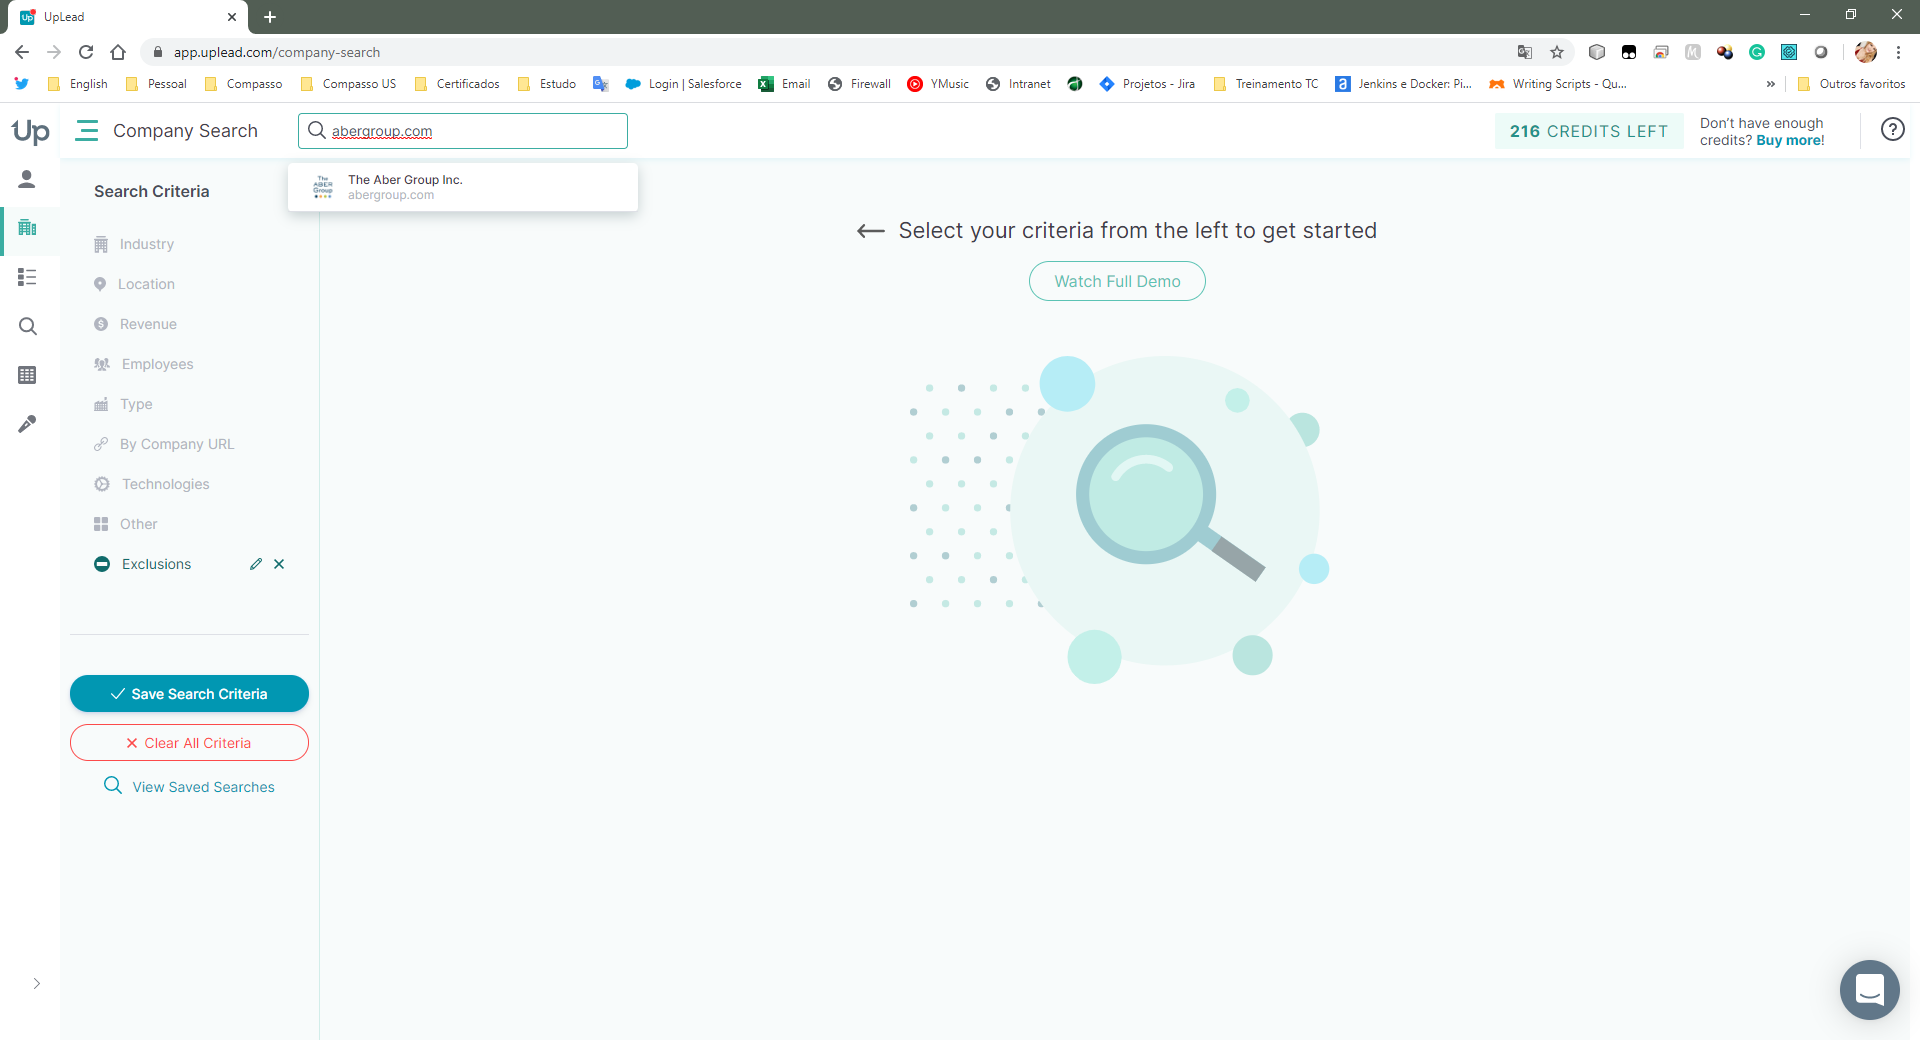 UpLead
app.uplead.com/company-search
English
Pessoal
Compasso
Compasso US
Certificados
Estudo
Login | Salesforce
Email
Firewall
YMusic
Intranet
Projetos - Jira
Treinamento TC
Jenkins e Docker: Pi...
Writing Scripts - Qu...
»
Outros favoritos
Up
Company Search
abergroup.com
216 CREDITS LEFT
Don't have enough
credits? Buy more!
The Aber Group Inc.
abergroup.com
The
ABER
Group
Search Criteria
Industry
Location
Revenue
Employees
Type
By Company URL
Technologies
Other
Exclusions
Select your criteria from the left to get started
Watch Full Demo
Save Search Criteria
Clear All Criteria
View Saved Searches